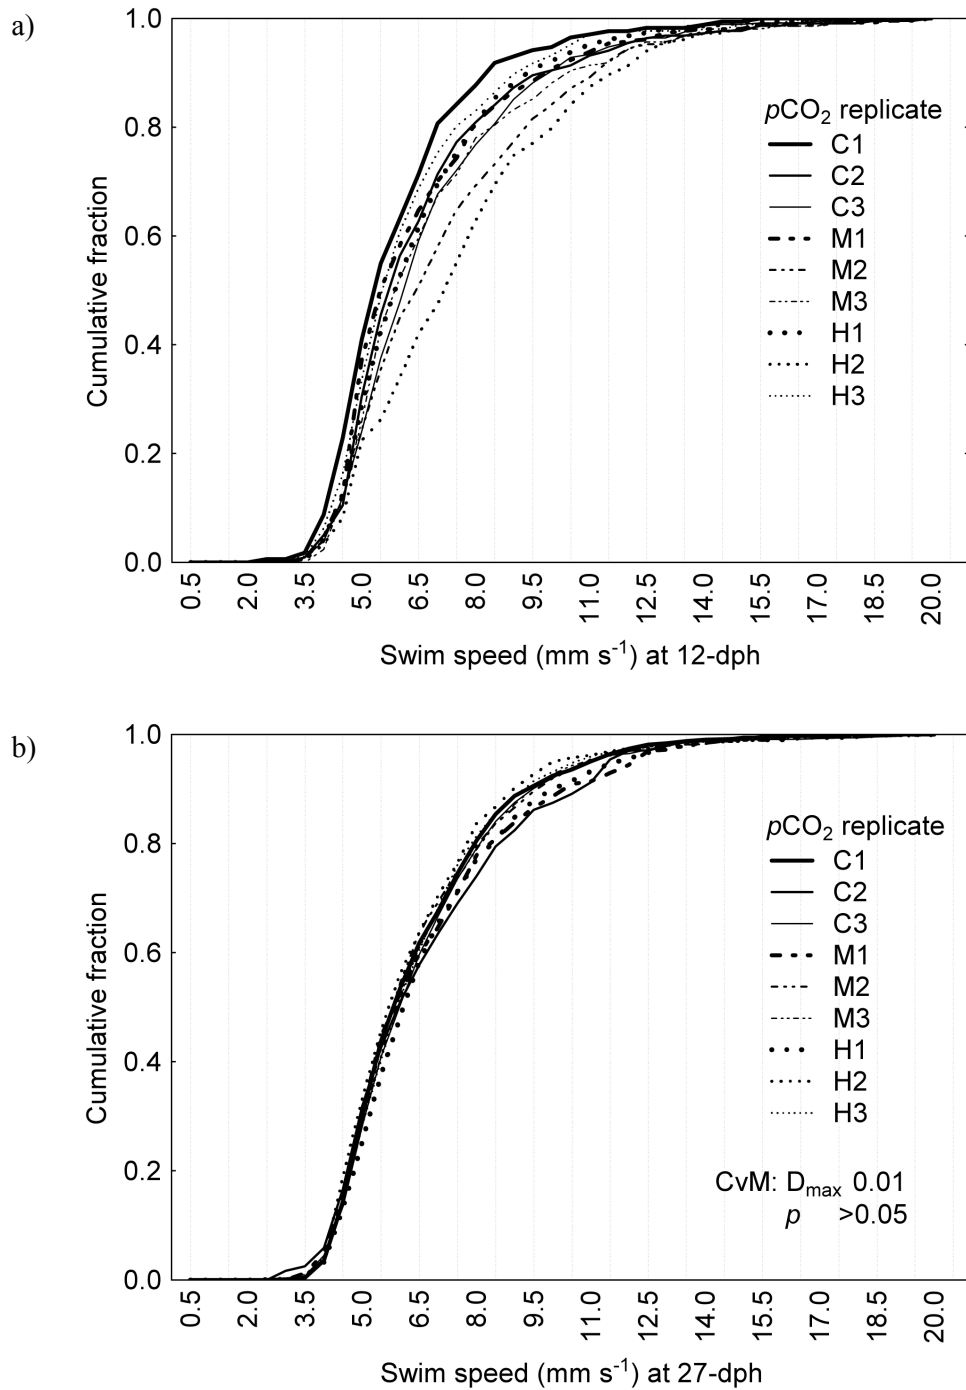 a)
1.0
0.8
0.6
0.4
0.2
0.0
Cumulative fraction
pCO₂ replicate
C1
C2
C3
M1
M2
M3
H1
H2
H3
0.5 2.0 3.5 5.0 6.5 8.0 9.5 11.0 12.5 14.0 15.5 17.0 18.5 20.0
Swim speed (mm s⁻¹) at 12-dph
b)
1.0
0.8
0.6
0.4
0.2
0.0
Cumulative fraction
pCO₂ replicate
C1
C2
C3
M1
M2
M3
H1
H2
H3
CvM: Dmax 0.01
p >0.05
0.5 2.0 3.5 5.0 6.5 8.0 9.5 11.0 12.5 14.0 15.5 17.0 18.5 20.0
Swim speed (mm s⁻¹) at 27-dph